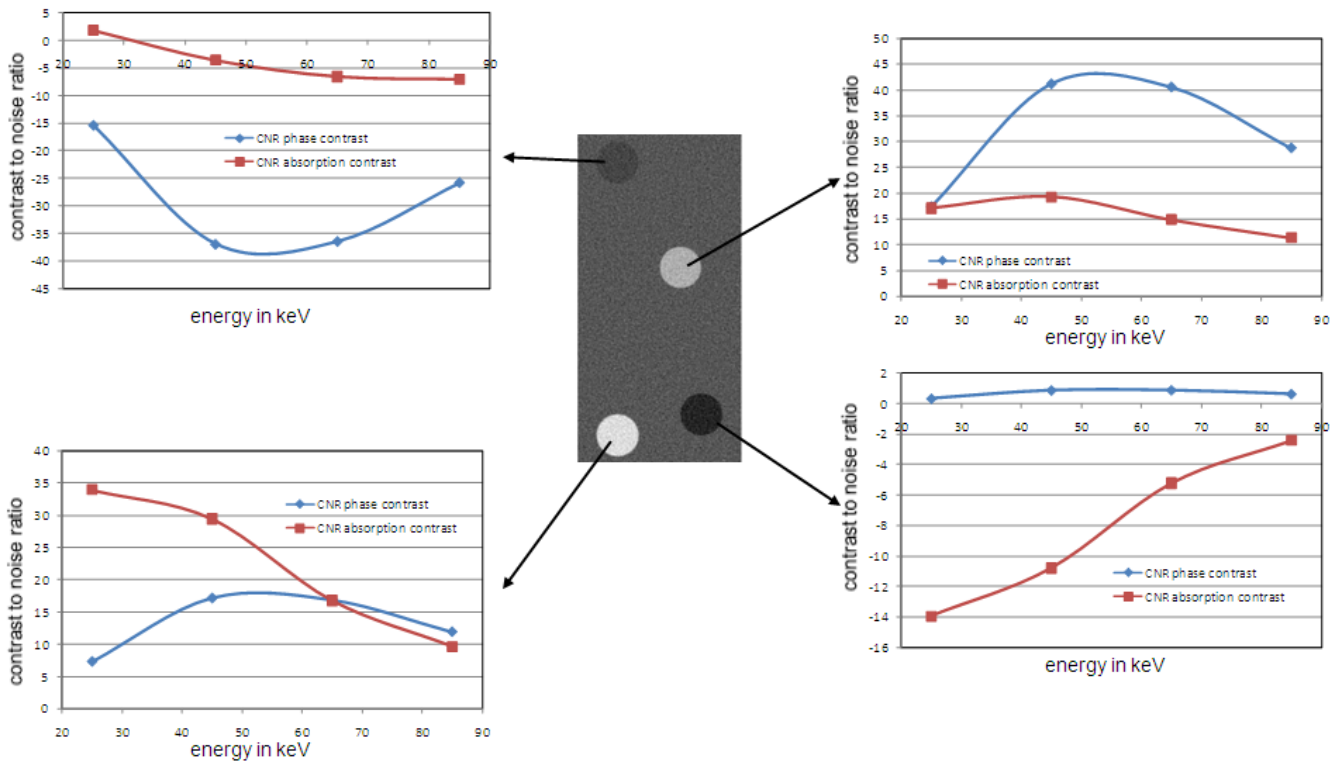 contrast to noise ratio
5
0
-5
-10
-15
-20
-25
-30
-35
-40
-45
20 30 40 50 60 70 80 90
CNR phase contrast
CNR absorption contrast
energy in keV
contrast to noise ratio
50
45
40
35
30
25
20
15
10
5
0
CNR phase contrast
CNR absorption contrast
20 30 40 50 60 70 80 90
energy in keV
contrast to noise ratio
40
35
30
25
20
15
10
5
0
CNR phase contrast
CNR absorption contrast
20 30 40 50 60 70 80 90
energy in keV
contrast to noise ratio
2
0
-2
-4
-6
-8
-10
-12
-14
-16
20 30 40 50 60 70 80 90
CNR phase contrast
CNR absorption contrast
energy in keV